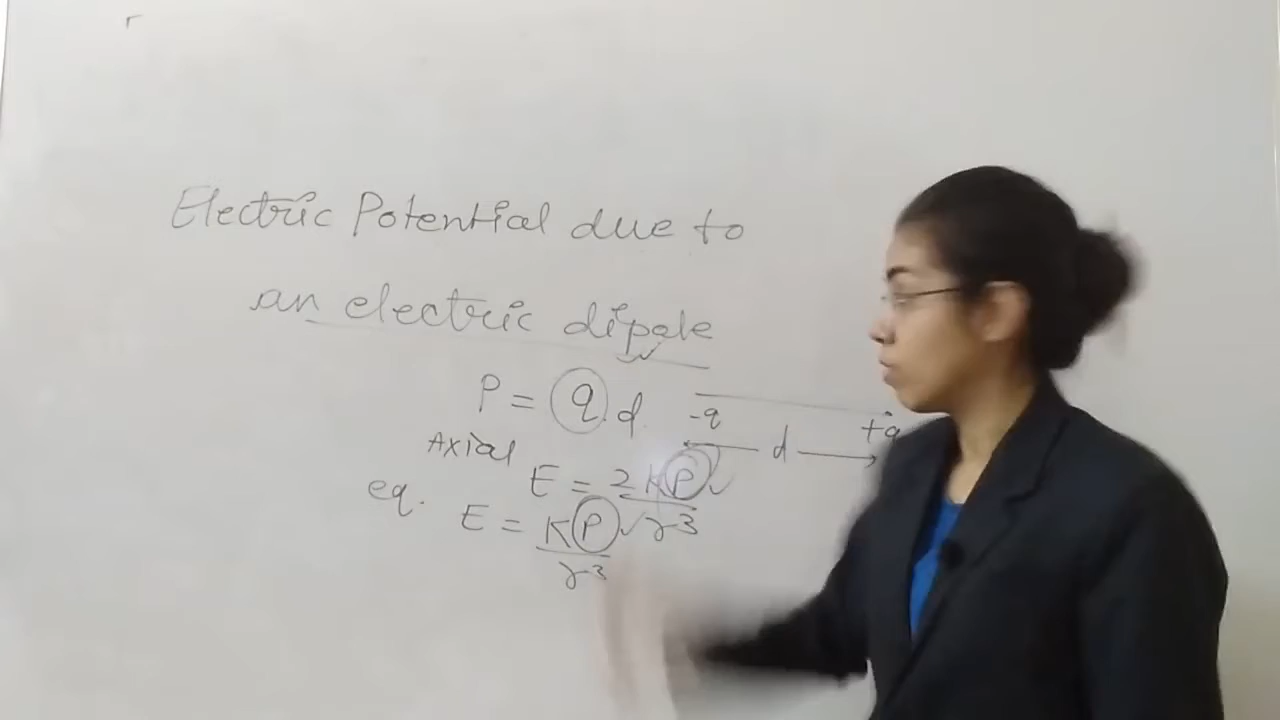 Electric Potential due to
an electric dipole
P = q.d
-q +q
d
Axial E = 2KP/r3
eq. E = KP/r3